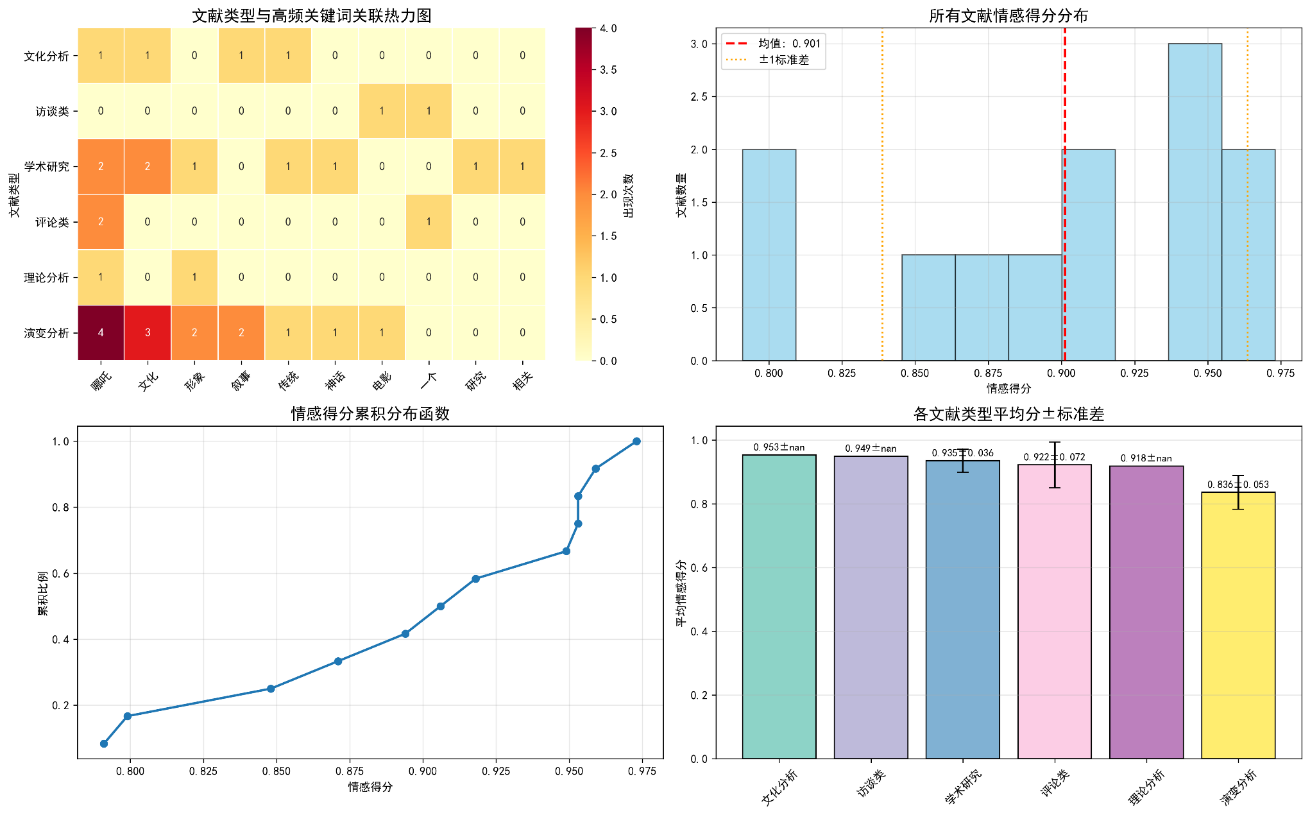 文献类型与高频关键词关联热力图
文献类型
文化分析
1 1 0 1 1 0 0 0 0 0
访谈类
0 0 0 0 0 0 1 1 0 0
学术研究
2 2 1 0 1 1 0 0 1 1
评论类
2 0 0 0 0 0 0 1 0 0
理论分析
1 0 1 0 0 0 0 0 0 0
演变分析
4 3 2 2 1 1 1 0 0 0
哪吒 文化 形象 叙事 传统 神话 电影 一个 研究 相关
4.0
3.5
3.0
2.5
2.0
1.5
1.0
0.5
0.0
出现次数
所有文献情感得分分布
均值: 0.901
±1标准差
文献数量
3.0
2.5
2.0
1.5
1.0
0.5
0.0
0.800 0.825 0.850 0.875 0.900 0.925 0.950 0.975
情感得分
情感得分累积分布函数
累积比例
1.0
0.8
0.6
0.4
0.2
0.800 0.825 0.850 0.875 0.900 0.925 0.950 0.975
情感得分
各文献类型平均分±标准差
平均情感得分
1.0
0.8
0.6
0.4
0.2
0.0
0.953±nan 0.949±nan 0.935±0.036 0.922±0.072 0.918±nan 0.836±0.053
文化分析 访谈类 学术研究 评论类 理论分析 演变分析